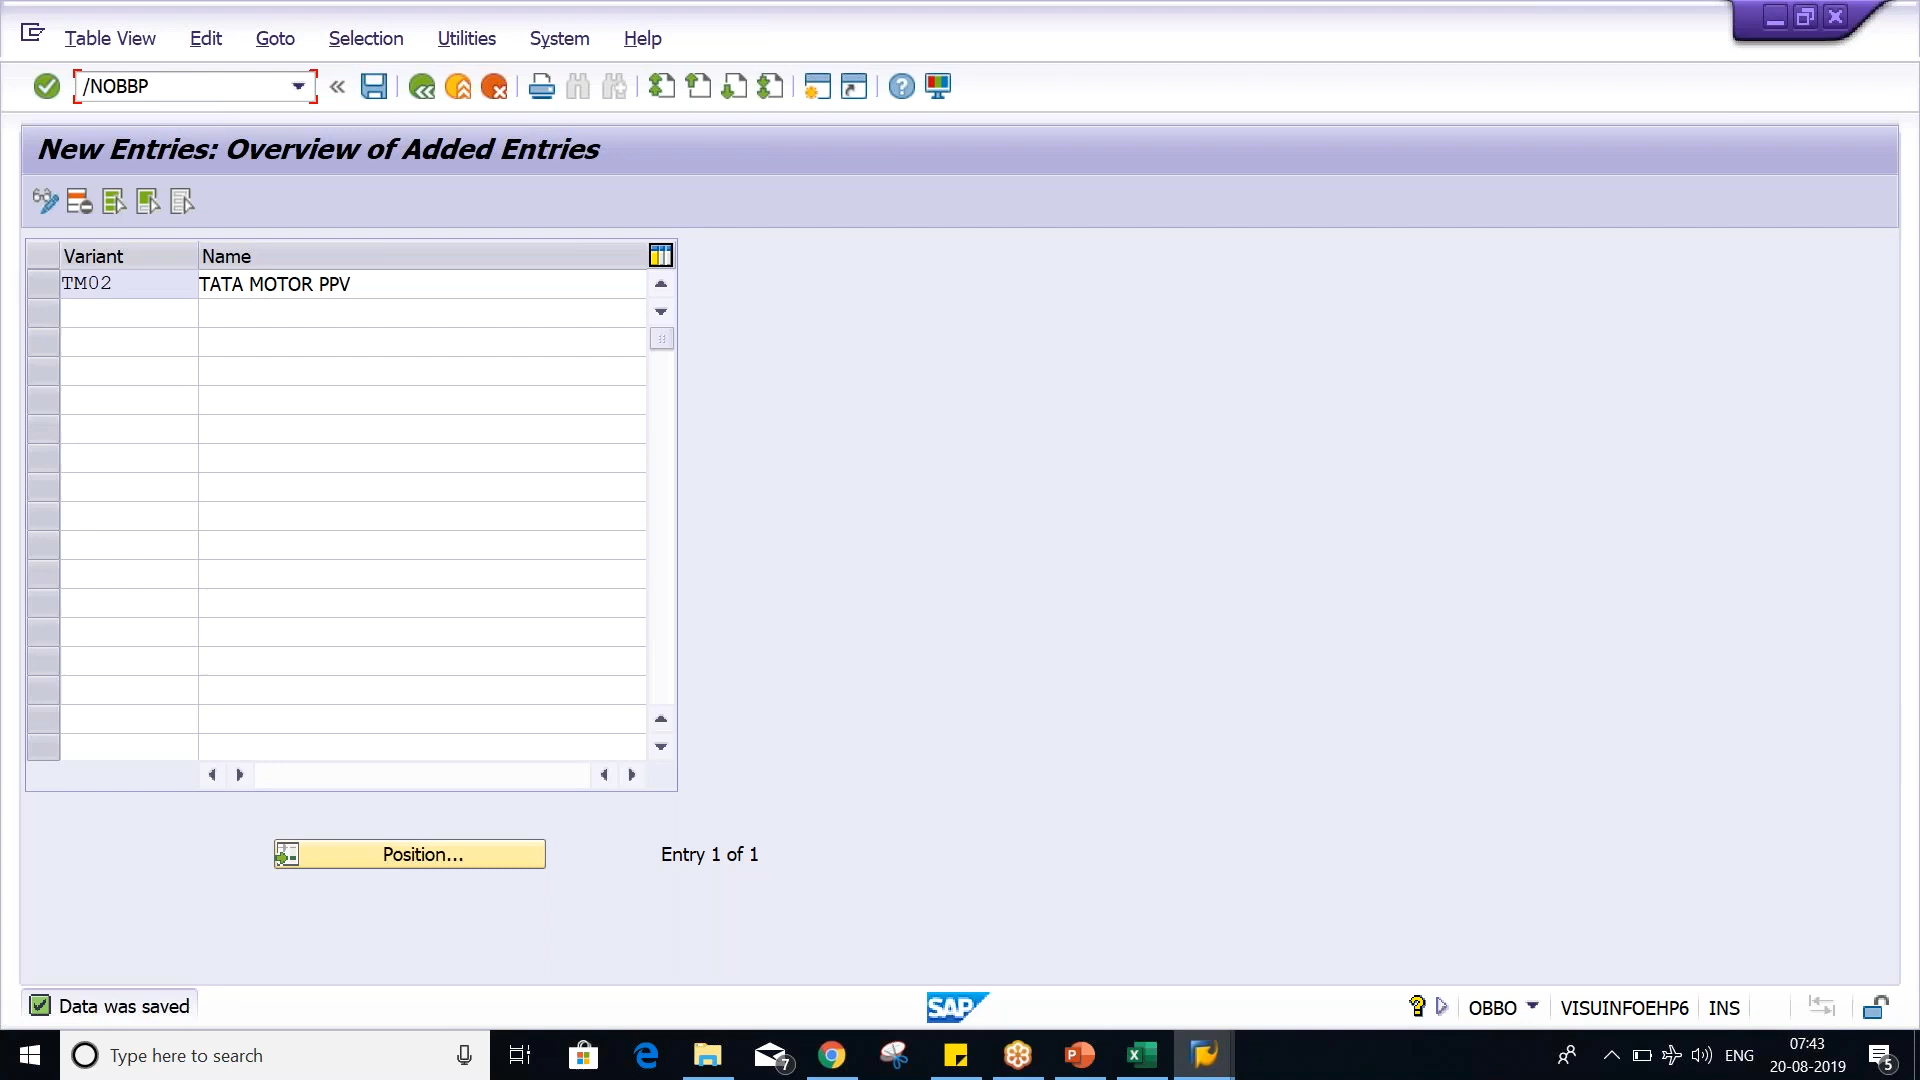 Table View Edit Goto Selection Utilities System Help
/NOBBP
New Entries: Overview of Added Entries
Variant Name
TM02 TATA MOTOR PPV
Position... Entry 1 of 1
Data was saved
SAP
OBBO VISUINFOEHP6 INS
Type here to search
7
ENG
07:43
20-08-2019
5